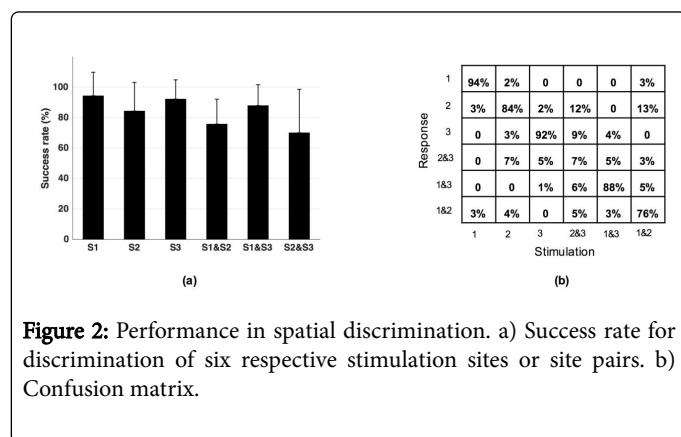 100
80
60
40
20
0
Success rate (%)
S1 S2 S3 S1&S2 S1&S3 S2&S3
(a)
Response
1 94% 2% 0 0 0 3%
2 3% 84% 2% 12% 0 13%
3 0 3% 92% 9% 4% 0
2&3 0 7% 5% 7% 5% 3%
1&3 0 0 1% 6% 88% 5%
1&2 3% 4% 0 5% 3% 76%
1 2 3 2&3 1&3 1&2
Stimulation
(b)
Figure 2: Performance in spatial discrimination. a) Success rate for
discrimination of six respective stimulation sites or site pairs. b)
Confusion matrix.